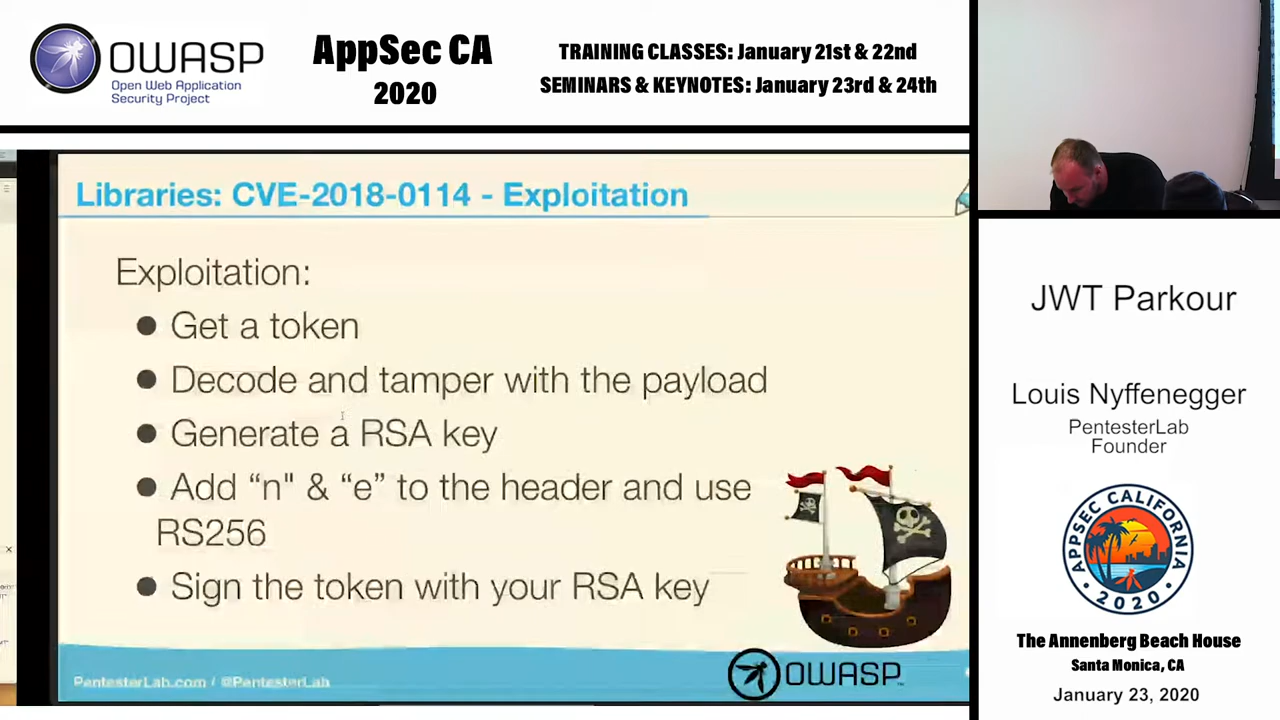 OWASP
Open Web Application
Security Project
AppSec CA
2020
TRAINING CLASSES: January 21st & 22nd
SEMINARS & KEYNOTES: January 23rd & 24th
Libraries: CVE-2018-0114 - Exploitation
Exploitation:
● Get a token
● Decode and tamper with the payload
● Generate a RSA key
● Add “n" & “e” to the header and use
RS256
● Sign the token with your RSA key
PentesterLab.com / @PentesterLab
OWASP
JWT Parkour
Louis Nyffenegger
PentesterLab
Founder
APPSEC CALIFORNIA
2020
The Annenberg Beach House
Santa Monica, CA
January 23, 2020